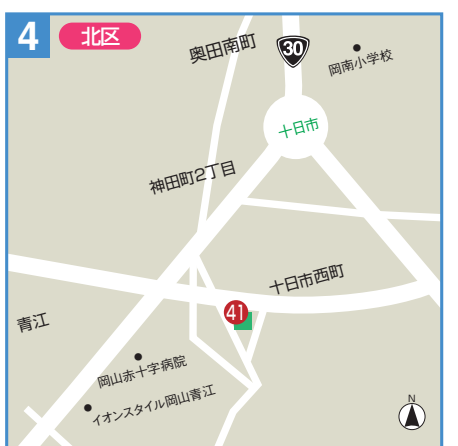 4 北区
奥田南町
30
岡南小学校
十日市
神田町2丁目
十日市西町
41
青江
岡山赤十字病院
イオンスタイル岡山青江
N